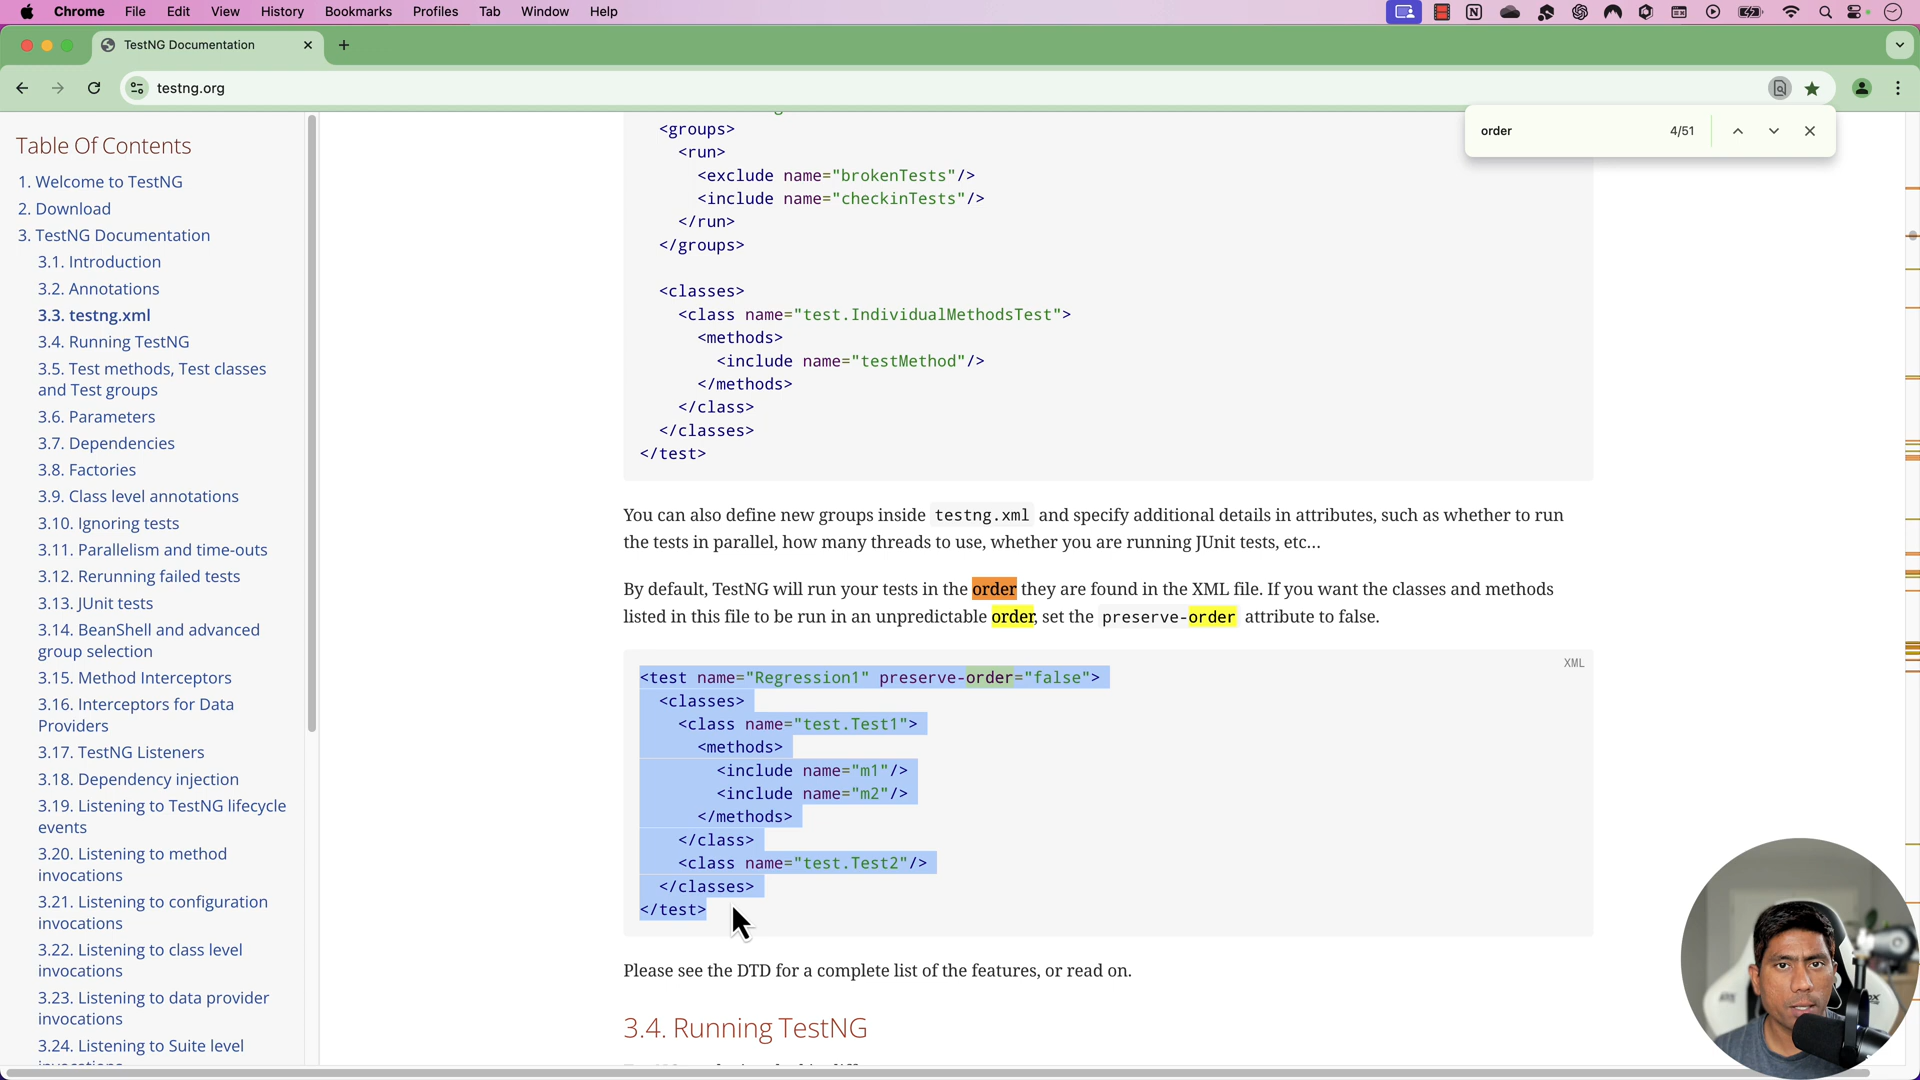 Chrome File Edit View History Bookmarks Profiles Tab Window Help
TestNG Documentation
testng.org
order 4/51
Table Of Contents
1. Welcome to TestNG
2. Download
3. TestNG Documentation
3.1. Introduction
3.2. Annotations
3.3. testng.xml
3.4. Running TestNG
3.5. Test methods, Test classes
and Test groups
3.6. Parameters
3.7. Dependencies
3.8. Factories
3.9. Class level annotations
3.10. Ignoring tests
3.11. Parallelism and time-outs
3.12. Rerunning failed tests
3.13. JUnit tests
3.14. BeanShell and advanced
group selection
3.15. Method Interceptors
3.16. Interceptors for Data
Providers
3.17. TestNG Listeners
3.18. Dependency injection
3.19. Listening to TestNG lifecycle
events
3.20. Listening to method
invocations
3.21. Listening to configuration
invocations
3.22. Listening to class level
invocations
3.23. Listening to data provider
invocations
3.24. Listening to Suite level
<groups>
<run>
<exclude name="brokenTests"/>
<include name="checkinTests"/>
</run>
</groups>
<classes>
<class name="test.IndividualMethodsTest">
<methods>
<include name="testMethod"/>
</methods>
</class>
</classes>
</test>
You can also define new groups inside testng.xml and specify additional details in attributes, such as whether to run
the tests in parallel, how many threads to use, whether you are running JUnit tests, etc…
By default, TestNG will run your tests in the order they are found in the XML file. If you want the classes and methods
listed in this file to be run in an unpredictable order, set the preserve-order attribute to false.
XML
<test name="Regression1" preserve-order="false">
<classes>
<class name="test.Test1">
<methods>
<include name="m1"/>
<include name="m2"/>
</methods>
</class>
<class name="test.Test2"/>
</classes>
</test>
Please see the DTD for a complete list of the features, or read on.
3.4. Running TestNG